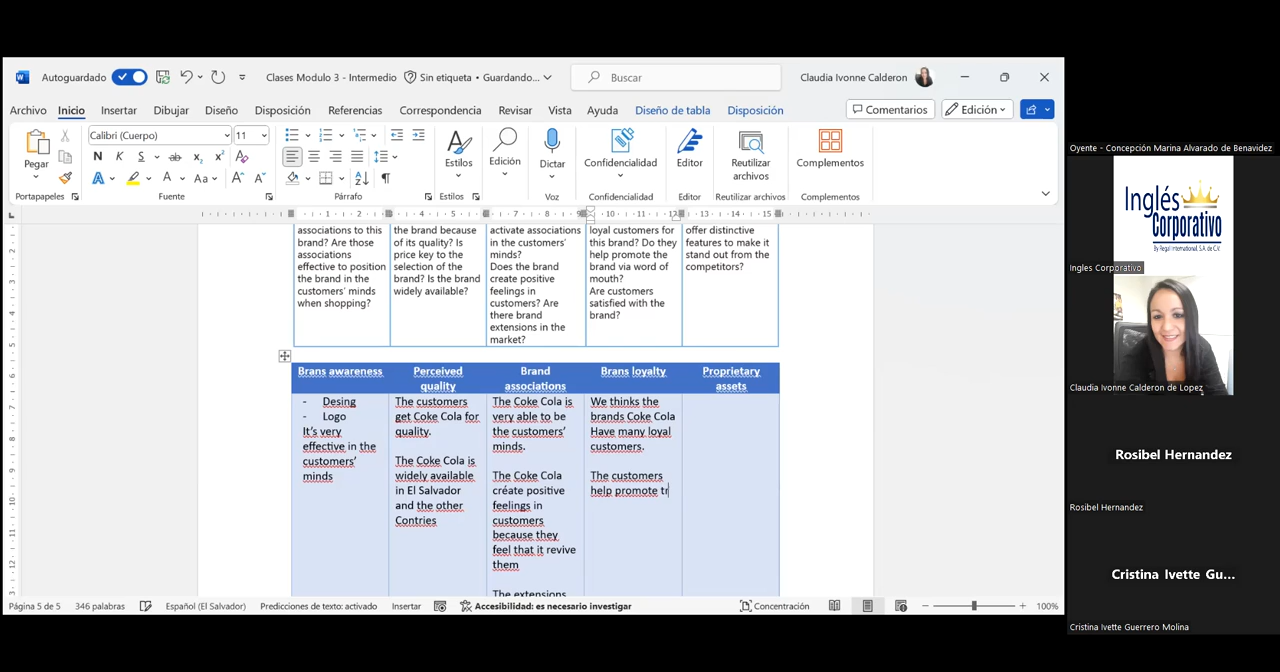 Autoguardado
Clases Modulo 3 - Intermedio
Sin etiqueta • Guardando...
Buscar
Claudia Ivonne Calderon
Archivo
Inicio
Insertar
Dibujar
Diseño
Disposición
Referencias
Correspondencia
Revisar
Vista
Ayuda
Diseño de tabla
Disposición
Comentarios
Edición
Pegar
Calibri (Cuerpo)
11
N K S ab x₂ x²
A A Aa A A
Estilos
Edición
Dictar
Confidencialidad
Editor
Reutilizar
archivos
Complementos
Portapapeles
Fuente
Párrafo
Estilos
Voz
Confidencialidad
Editor
Reutilizar archivos
Complementos
associations to this
brand? Are those
associations
effective to position
the brand in the
customers' minds
when shopping?
the brand because
of its quality? Is
price key to the
selection of the
brand? Is the brand
widely available?
activate associations
in the customers'
minds?
Does the brand
create positive
feelings in
customers? Are
there brand
extensions in the
market?
loyal customers for
this brand? Do they
help promote the
brand via word of
mouth?
Are customers
satisfied with the
brand?
offer distinctive
features to make it
stand out from the
competitors?
Brans awareness
Perceived
quality
Brand
associations
Brans loyalty
Proprietary
assets
- Desing
- Logo
It's very
effective in the
customers'
minds
The customers
get Coke Cola for
quality.
The Coke Cola is
widely available
in El Salvador
and the other
Contries
The Coke Cola is
very able to be
the customers'
minds.
The Coke Cola
créate positive
feelings in
customers
because they
feel that it revive
them
The extensions
We thinks the
brands Coke Cola
Have many loyal
customers.
The customers
help promote tr
Página 5 de 5
346 palabras
Español (El Salvador)
Predicciones de texto: activado
Insertar
Accesibilidad: es necesario investigar
Concentración
100%
Oyente - Concepción Marina Alvarado de Benavidez
Inglés
Corporativo
By Regal International, S.A. de C.V.
Ingles Corporativo
Claudia Ivonne Calderon de Lopez
Rosibel Hernandez
Rosibel Hernandez
Cristina Ivette Gu...
Cristina Ivette Guerrero Molina